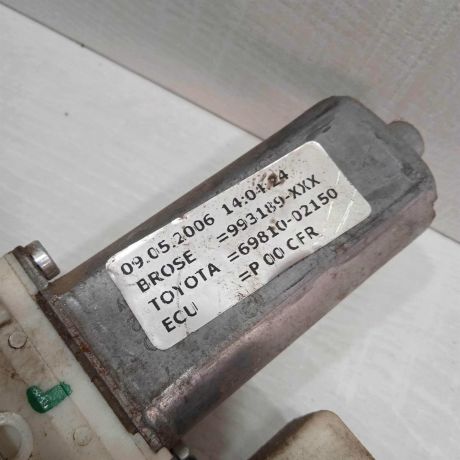 09.05.2006 14:04:24
BROSE =993189-XXX
TOYOTA =69810-02150
ECU =P 00 CFR